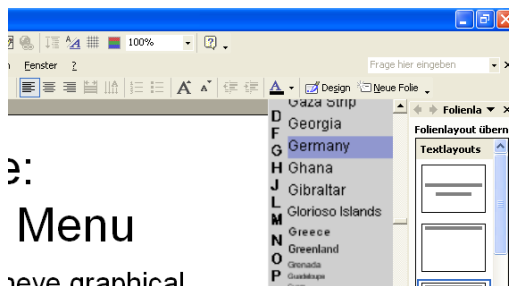 100%
Fenster ?
Frage hier eingeben
Design Neue Folie
Folienla
Folienlayout übern
Textlayouts
e:
Menu
neve graphical
D
F
G
H
J
L
M
N
O
P
Gaza Strip
Georgia
Germany
Ghana
Gibraltar
Glorioso Islands
Greece
Greenland
Grenada
Guadeloupe